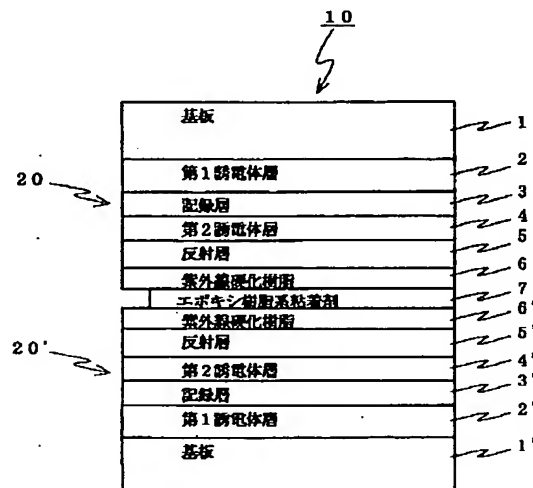 10
基板 1
第1誘電体層 2
20
記録層 3
第2誘電体層 4
反射層 5
紫外線硬化樹脂 6
エポキシ樹脂系粘着剤 7
紫外線硬化樹脂 6'
反射層 5'
20'
第2誘電体層 4'
記録層 3'
第1誘電体層 2'
基板 1'